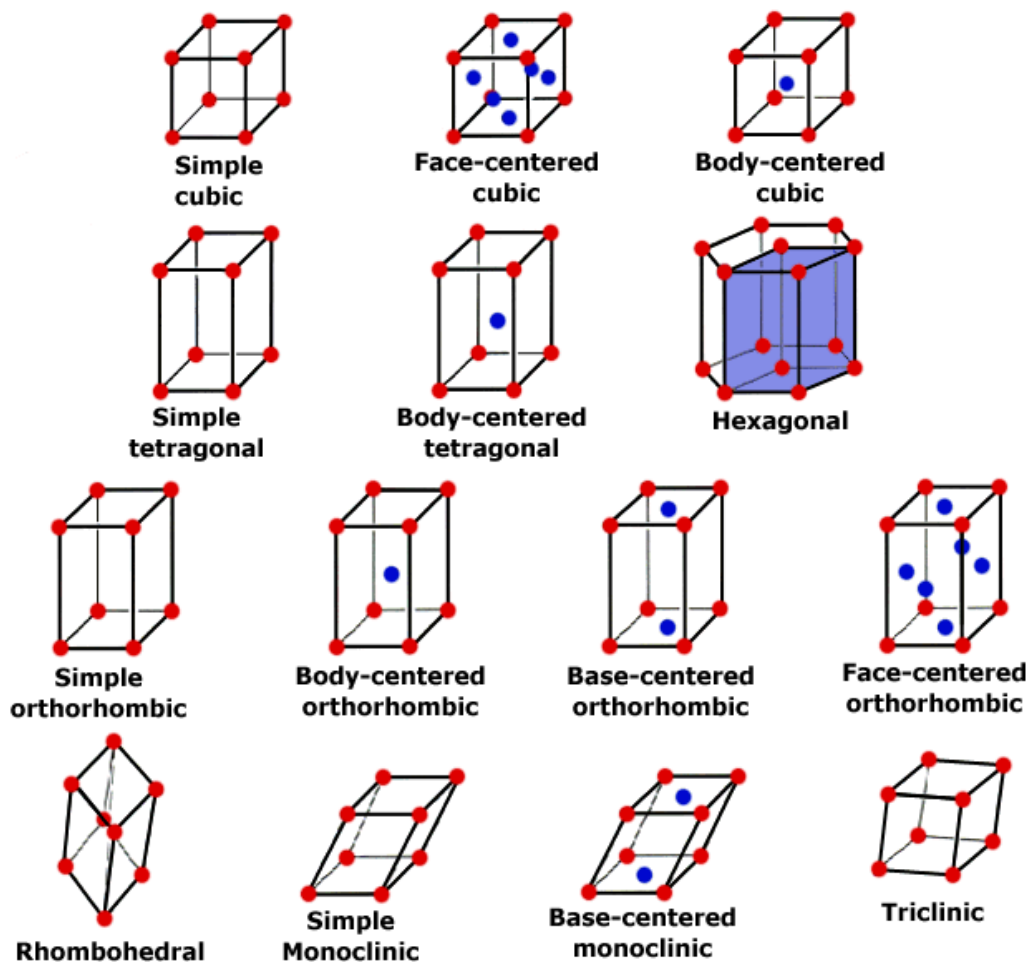 Simple
cubic
Face-centered
cubic
Body-centered
cubic
Simple
tetragonal
Body-centered
tetragonal
Hexagonal
Simple
orthorhombic
Body-centered
orthorhombic
Base-centered
orthorhombic
Face-centered
orthorhombic
Rhombohedral
Simple
Monoclinic
Base-centered
monoclinic
Triclinic